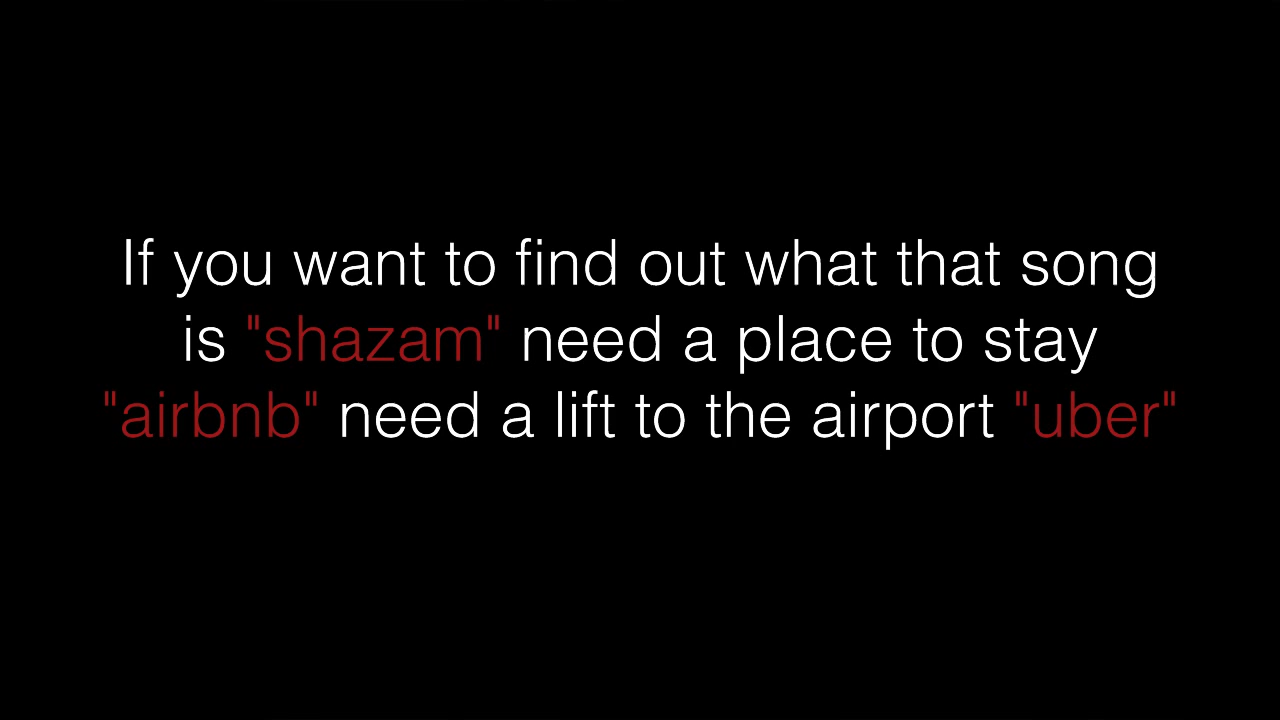 If you want to find out what that song
is "shazam" need a place to stay
"airbnb" need a lift to the airport "uber"